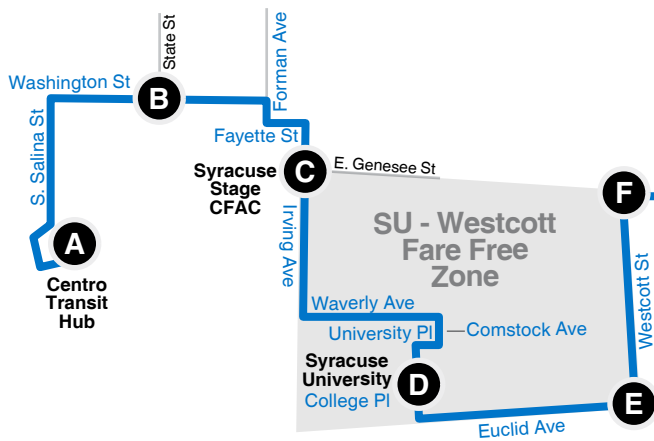 State St
Forman Ave
Washington St
B
S. Salina St
Fayette St
Syracuse
Stage
CFAC
C
E. Genesee St
F
A
Centro
Transit
Hub
Irving Ave
SU - Westcott
Fare Free
Zone
Westcott St
Waverly Ave
University Pl
Comstock Ave
Syracuse
University
College Pl
D
E
Euclid Ave